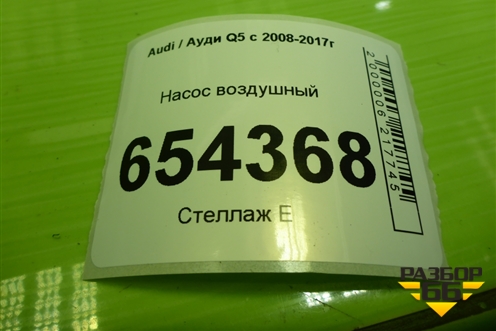 Audi / Ауди Q5 с 2008-2017г
Насос воздушный
654368
Стеллаж Е
2000006217745
РАЗБОР
66